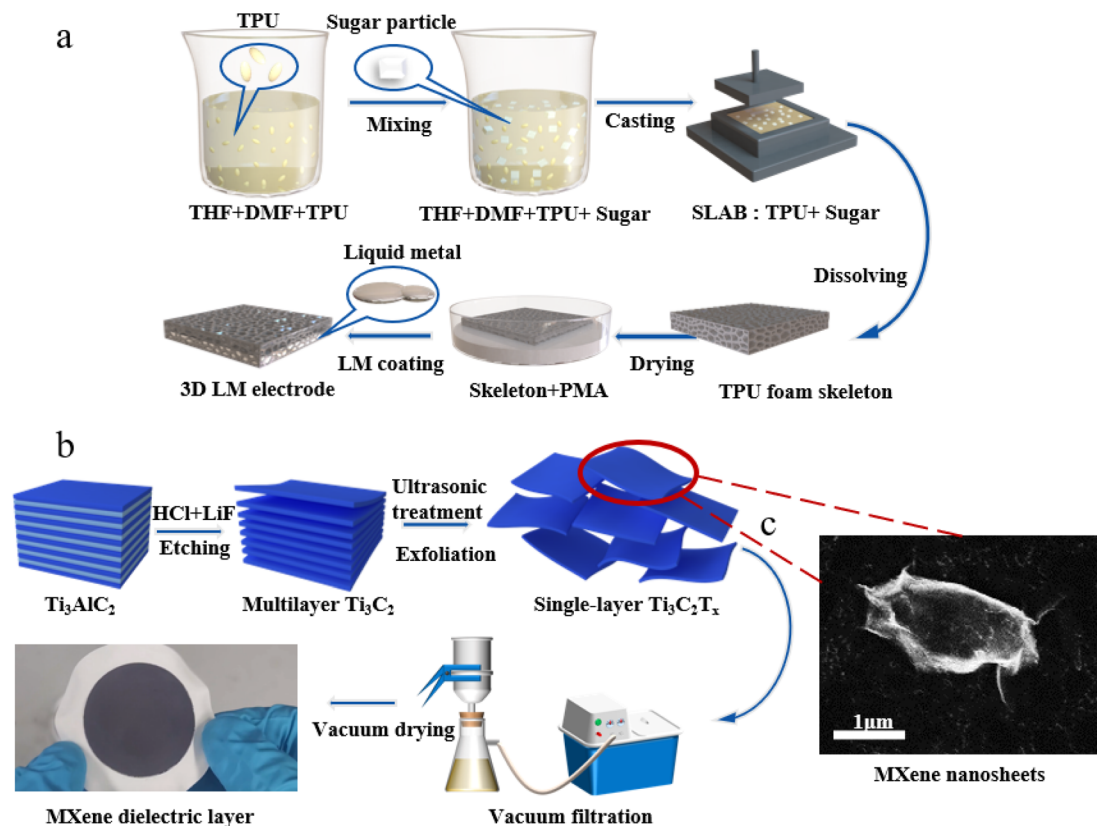 a
TPU
Sugar particle
Mixing
Casting
THF+DMF+TPU
THF+DMF+TPU+ Sugar
SLAB : TPU+ Sugar
Dissolving
Liquid metal
LM coating
Drying
3D LM electrode
Skeleton+PMA
TPU foam skeleton
b
HCl+LiF
Etching
Ultrasonic
treatment
Exfoliation
c
Ti₃AlC₂
Multilayer Ti₃C₂
Single-layer Ti₃C₂Tₓ
Vacuum drying
1μm
MXene dielectric layer
Vacuum filtration
MXene nanosheets